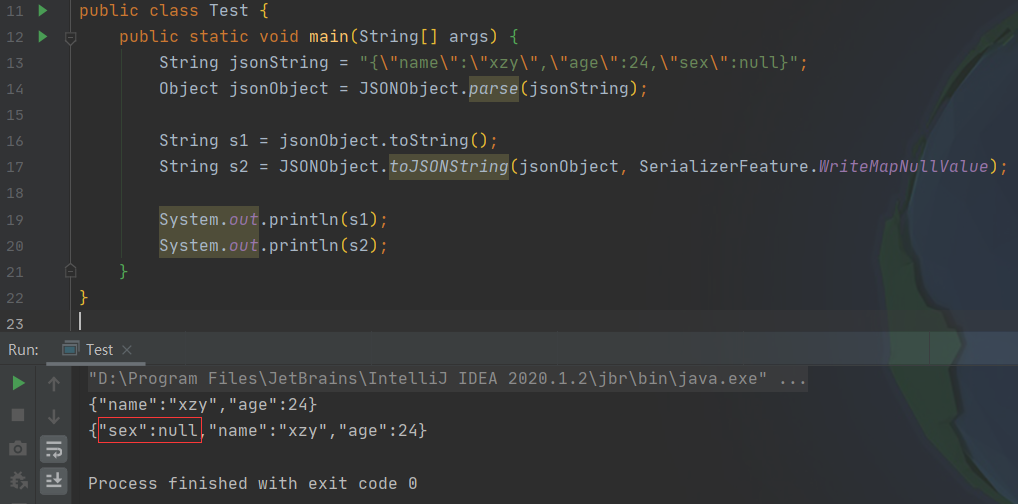 11 public class Test {
12 public static void main(String[] args) {
13 String jsonString = "{\"name\":\"xzy\",\"age\":24,\"sex\":null}";
14 Object jsonObject = JSONObject.parse(jsonString);
15
16 String s1 = jsonObject.toString();
17 String s2 = JSONObject.toJSONString(jsonObject, SerializerFeature.WriteMapNullValue);
18
19 System.out.println(s1);
20 System.out.println(s2);
21 }
22 }
23
Run: Test ×
"D:\Program Files\JetBrains\IntelliJ IDEA 2020.1.2\jbr\bin\java.exe" ...
{"name":"xzy","age":24}
{"sex":null,"name":"xzy","age":24}
Process finished with exit code 0